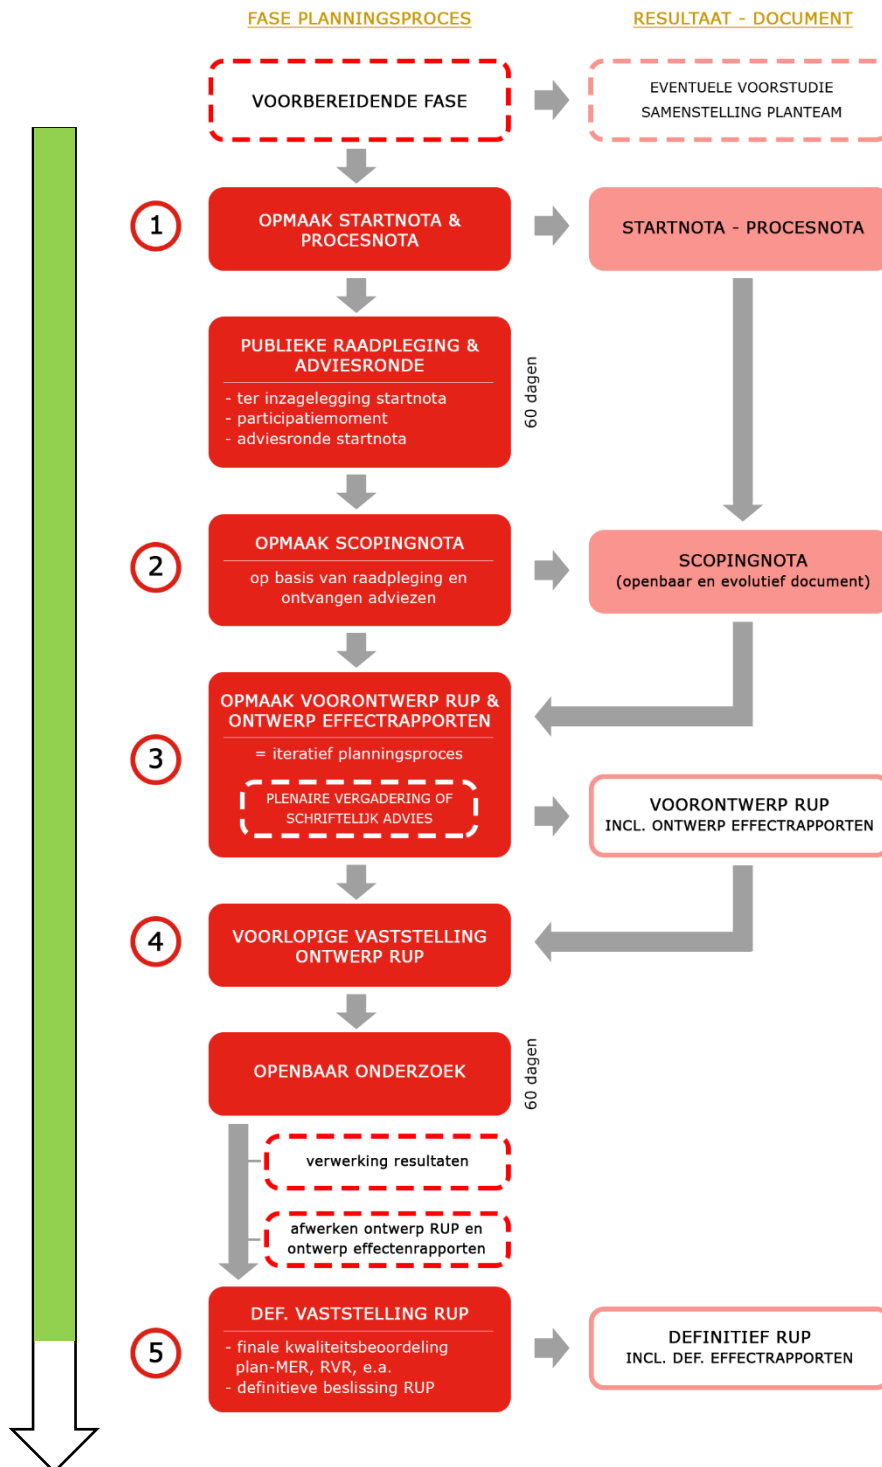 FASE PLANNINGSPROCES
RESULTAAT - DOCUMENT
VOORBEREIDENDE FASE
EVENTUELE VOORSTUDIE
SAMENSTELLING PLANTEAM
1
OPMAAK STARTNOTA &
PROCESNOTA
STARTNOTA - PROCESNOTA
PUBLIEKE RAADPLEGING &
ADVIESRONDE
- ter inzagelegging startnota
- participatiemoment
- adviesronde startnota
60 dagen
2
OPMAAK SCOPINGNOTA
op basis van raadpleging en
ontvangen adviezen
SCOPINGNOTA
(openbaar en evolutief document)
3
OPMAAK VOORONTWERP RUP &
ONTWERP EFFECTRAPPORTEN
= iteratief planningsproces
PLENAIRE VERGADERING OF
SCHRIFTELIJK ADVIES
VOORONTWERP RUP
INCL. ONTWERP EFFECTRAPPORTEN
4
VOORLOPIGE VASTSTELLING
ONTWERP RUP
OPENBAAR ONDERZOEK
60 dagen
verwerking resultaten
afwerken ontwerp RUP en
ontwerp effectenrapporten
5
DEF. VASTSTELLING RUP
- finale kwaliteitsbeoordeling
plan-MER, RVR, e.a.
- definitieve beslissing RUP
DEFINITIEF RUP
INCL. DEF. EFFECTRAPPORTEN